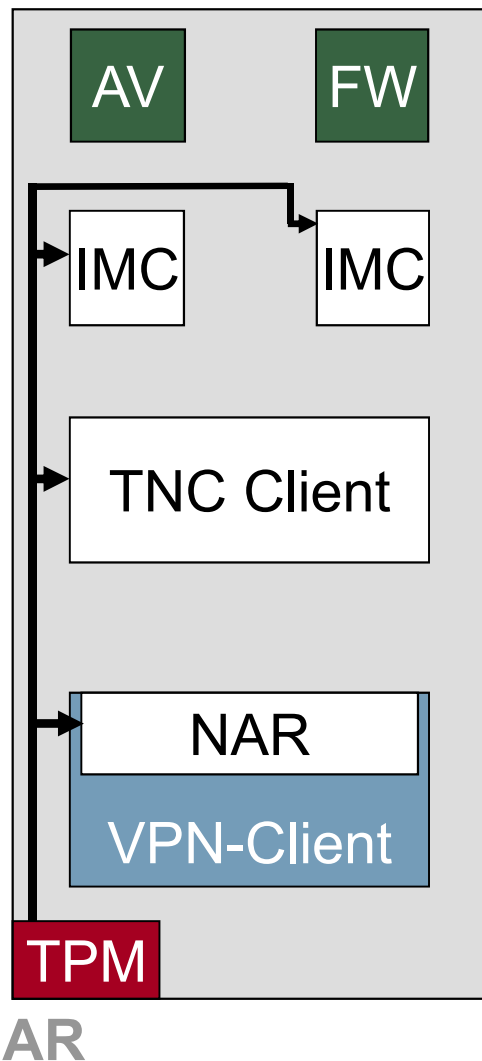 AV
FW
IMC
IMC
TNC Client
NAR
VPN-Client
TPM
AR